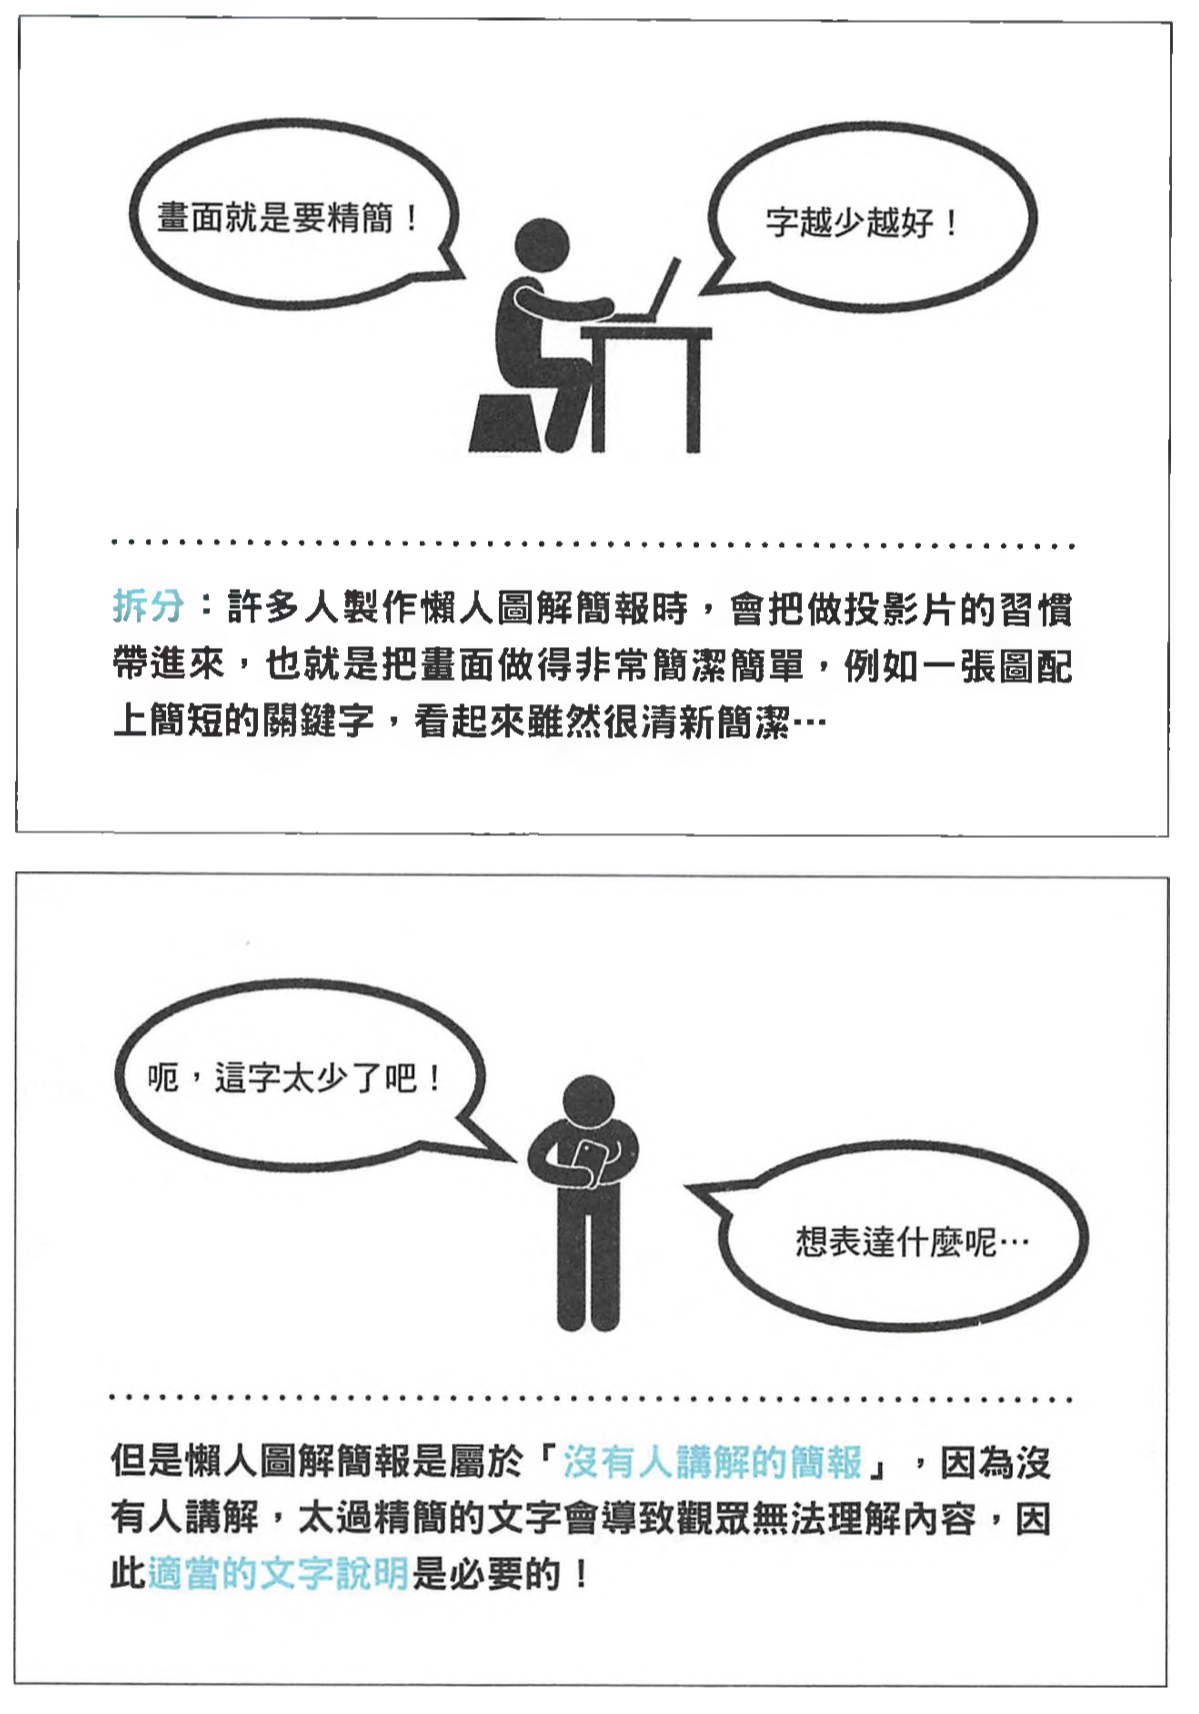 畫面就是要精簡！
字越少越好！
拆分：許多人製作懶人圖解簡報時，會把做投影片的習慣
帶進來，也就是把畫面做得非常簡潔簡單，例如一張圖配
上簡短的關鍵字，看起來雖然很清新簡潔…
呃，這字太少了吧！
想表達什麼呢…
但是懶人圖解簡報是屬於「沒有人講解的簡報」，因為沒
有人講解，太過精簡的文字會導致觀眾無法理解內容，因
此適當的文字說明是必要的！